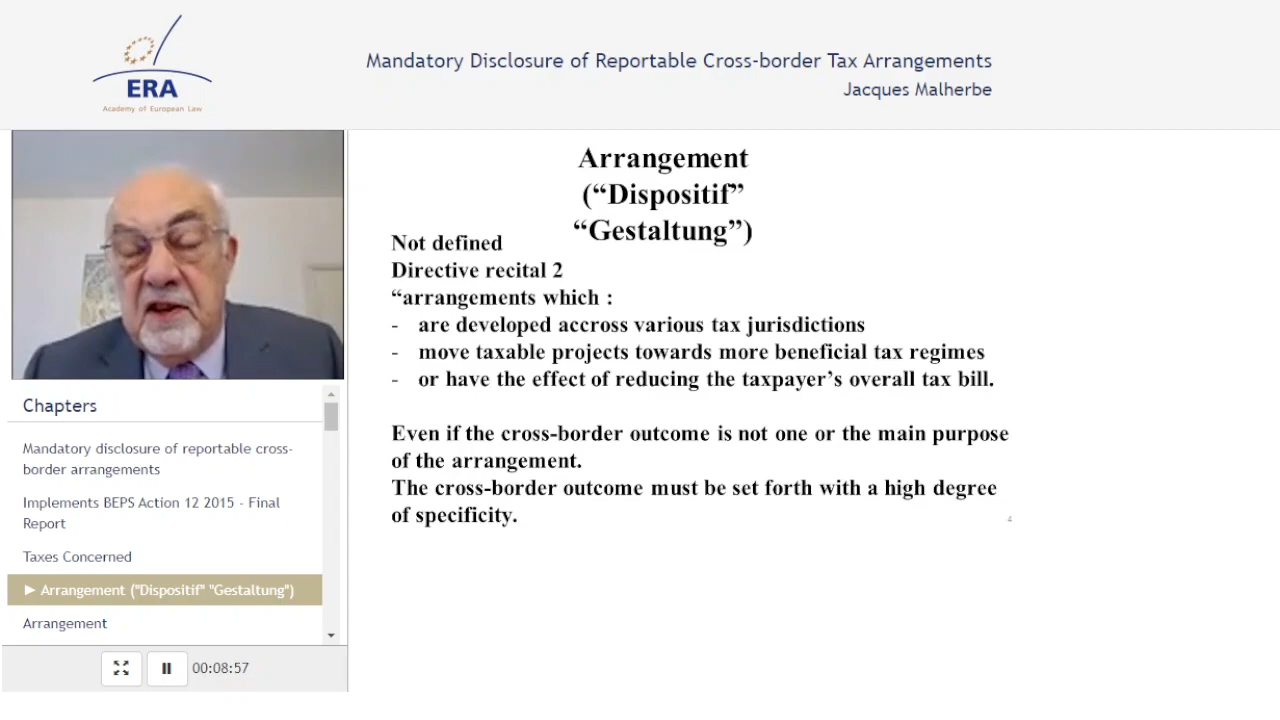 ERA
Academy of European Law
Mandatory Disclosure of Reportable Cross-border Tax Arrangements
Jacques Malherbe
Arrangement
(“Dispositif”
“Gestaltung”)
Not defined
Directive recital 2
“arrangements which :
- are developed accross various tax jurisdictions
- move taxable projects towards more beneficial tax regimes
- or have the effect of reducing the taxpayer’s overall tax bill.
Even if the cross-border outcome is not one or the main purpose
of the arrangement.
The cross-border outcome must be set forth with a high degree
of specificity.
4
Chapters
Mandatory disclosure of reportable cross-
border arrangements
Implements BEPS Action 12 2015 - Final
Report
Taxes Concerned
Arrangement ("Dispositif" "Gestaltung")
Arrangement
00:08:57